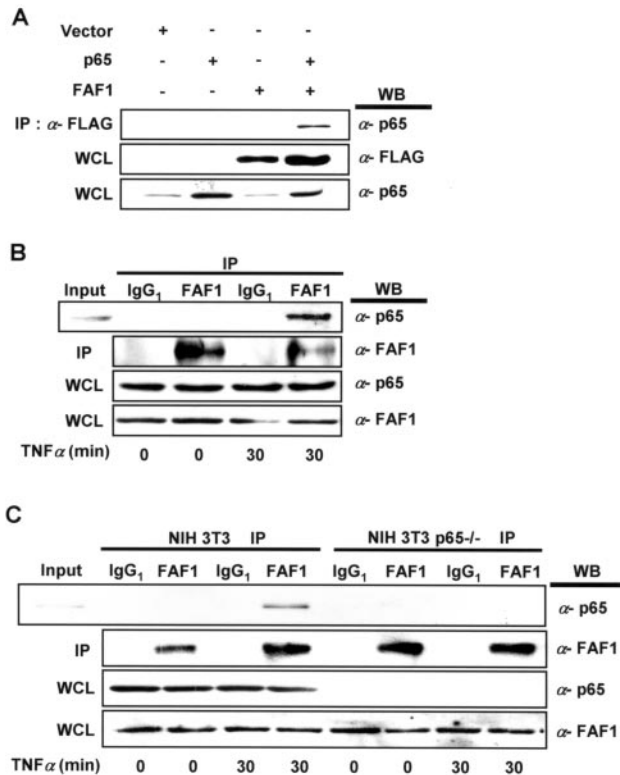 A
Vector + - - -
p65 - + - +
FAF1 - - + +
WB
IP : α- FLAG α- p65
WCL α- FLAG
WCL α- p65
B
IP
Input IgG1 FAF1 IgG1 FAF1 WB
α- p65
IP α- FAF1
WCL α- p65
WCL α- FAF1
TNFα (min) 0 0 30 30
C
NIH 3T3 IP NIH 3T3 p65-/- IP
Input IgG1 FAF1 IgG1 FAF1 IgG1 FAF1 IgG1 FAF1 WB
α- p65
IP α- FAF1
WCL α- p65
WCL α- FAF1
TNFα (min) 0 0 30 30 0 0 30 30